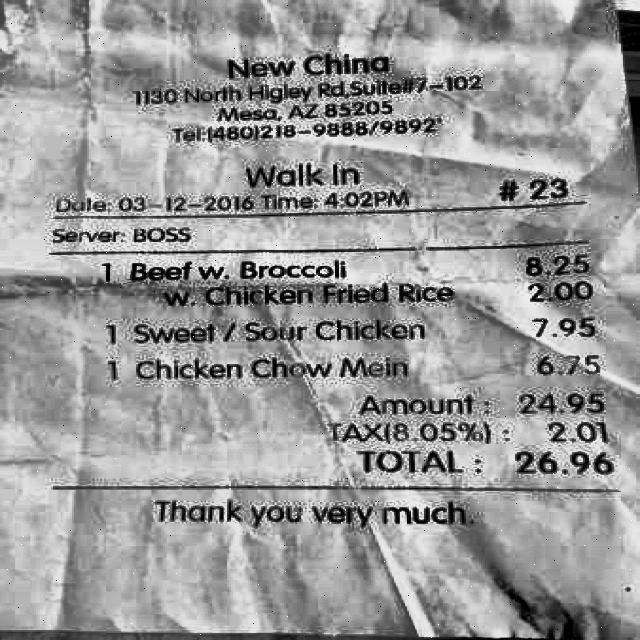 New China
1130 North Higley Rd.Suite#7-102
Mesa, AZ 85205
Tel:(480)218-9888/9892
Walk In
# 23
Date: 03-12-2016 Time: 4:02PM
Server: BOSS
1 Beef w. Broccoli 8.25
w. Chicken Fried Rice 2.00
1 Sweet / Sour Chicken 7.95
1 Chicken Chow Mein 6.75
Amount : 24.95
TAX(8.05%) : 2.01
TOTAL : 26.96
Thank you very much.